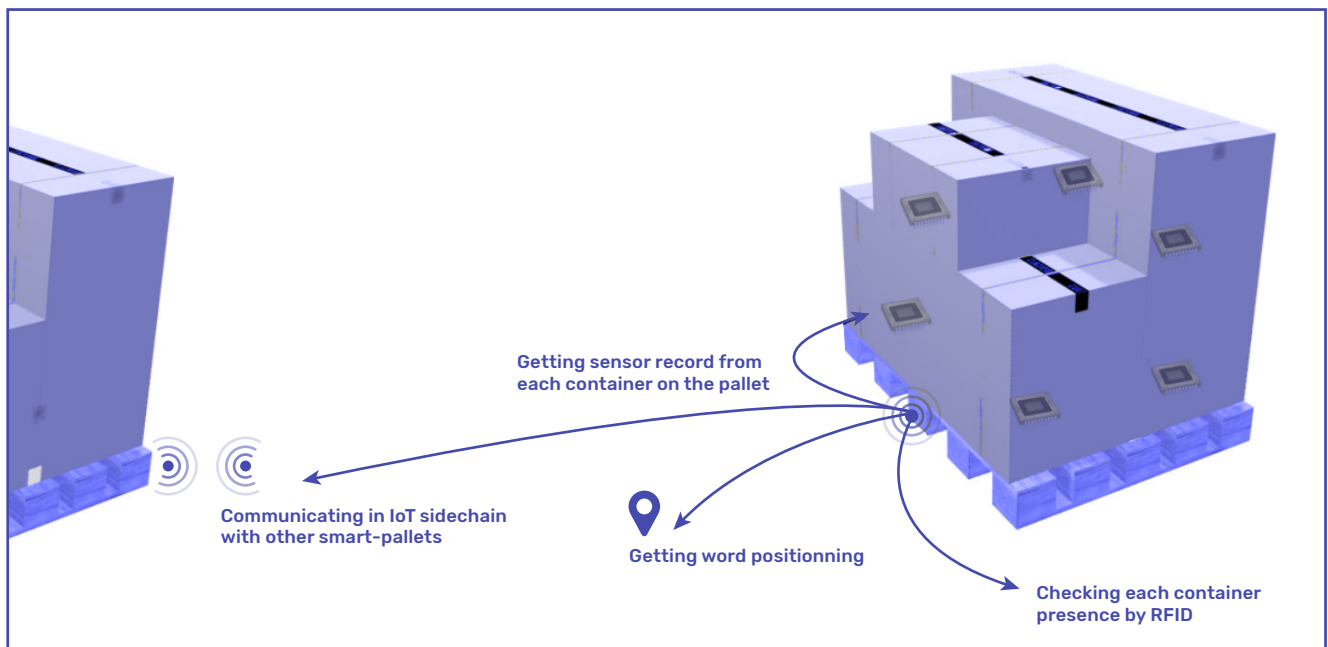 Getting sensor record from
each container on the pallet
Communicating in IoT sidechain
with other smart-pallets
Getting word positionning
Checking each container
presence by RFID